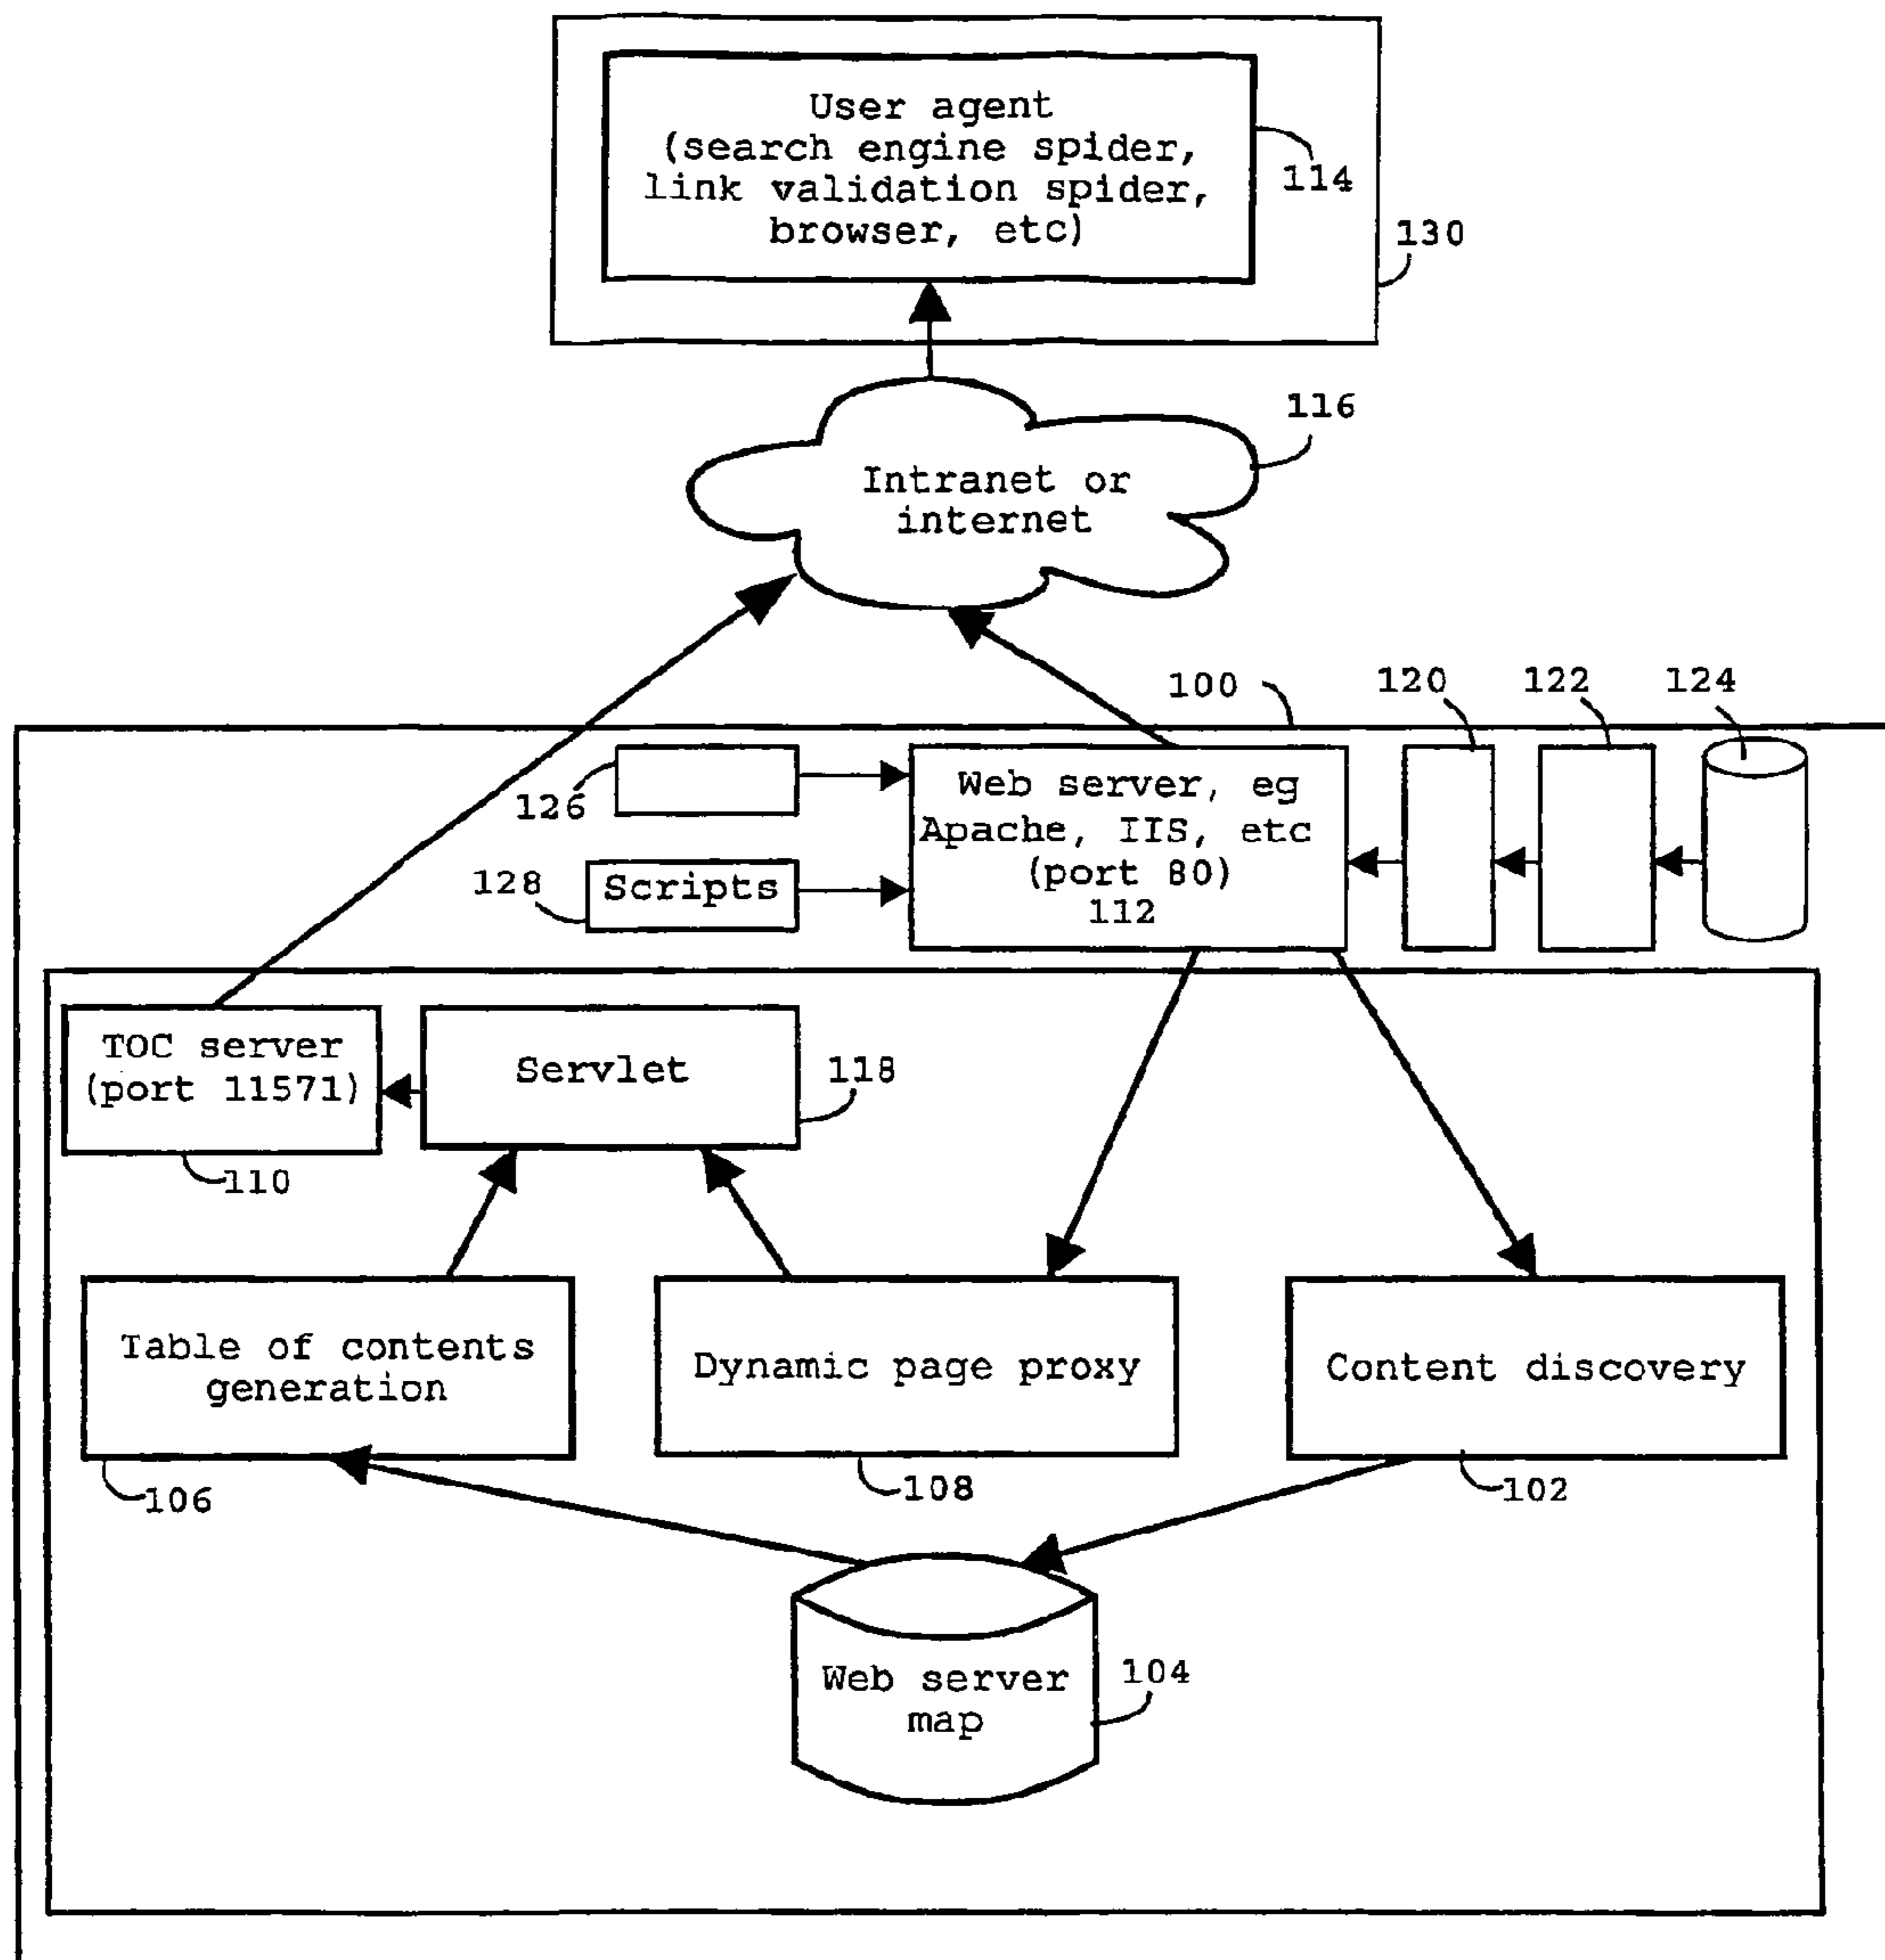 User agent
(search engine spider,
link validation spider,
browser, etc)
114
130
116
Intranet or
internet
100
120
122
124
126
Web server, eg
Apache, IIS, etc
(port 80)
112
128
Scripts
TOC server
(port 11571)
Servlet
118
110
Table of contents
generation
Dynamic page proxy
Content discovery
106
108
102
Web server
map
104